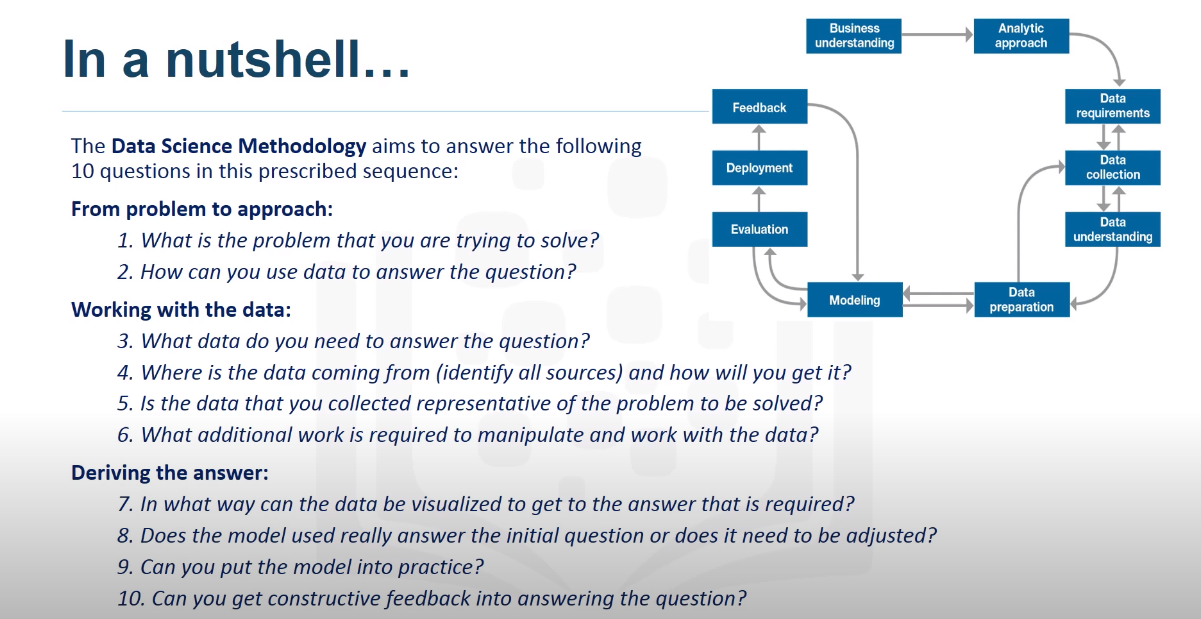 In a nutshell...
The Data Science Methodology aims to answer the following
10 questions in this prescribed sequence:
From problem to approach:
1. What is the problem that you are trying to solve?
2. How can you use data to answer the question?
Working with the data:
3. What data do you need to answer the question?
4. Where is the data coming from (identify all sources) and how will you get it?
5. Is the data that you collected representative of the problem to be solved?
6. What additional work is required to manipulate and work with the data?
Deriving the answer:
7. In what way can the data be visualized to get to the answer that is required?
8. Does the model used really answer the initial question or does it need to be adjusted?
9. Can you put the model into practice?
10. Can you get constructive feedback into answering the question?
Business
understanding
Analytic
approach
Data
requirements
Data
collection
Data
understanding
Data
preparation
Modeling
Evaluation
Deployment
Feedback